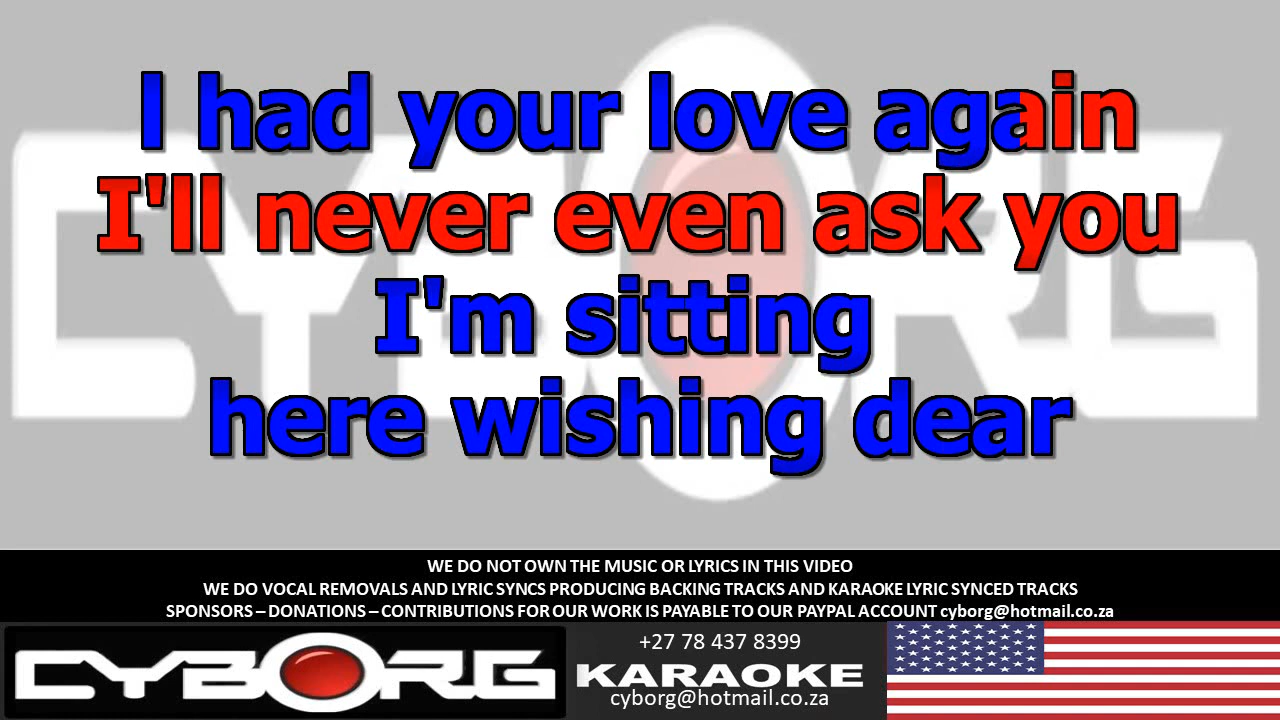 I had your love again
I'll never even ask you
I'm sitting
here wishing dear
WE DO NOT OWN THE MUSIC OR LYRICS IN THIS VIDEO
WE DO VOCAL REMOVALS AND LYRIC SYNCS PRODUCING BACKING TRACKS AND KARAOKE LYRIC SYNCED TRACKS
SPONSORS – DONATIONS – CONTRIBUTIONS FOR OUR WORK IS PAYABLE TO OUR PAYPAL ACCOUNT cyborg@hotmail.co.za
CYBORG
+27 78 437 8399
KARAOKE
cyborg@hotmail.co.za